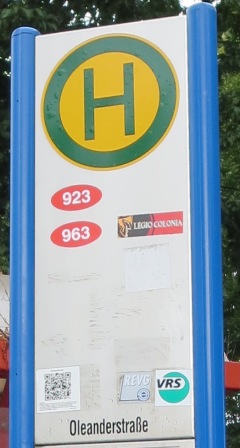 H
923
963
LEGIO COLONIA
REVG
VRS
Oleanderstraße